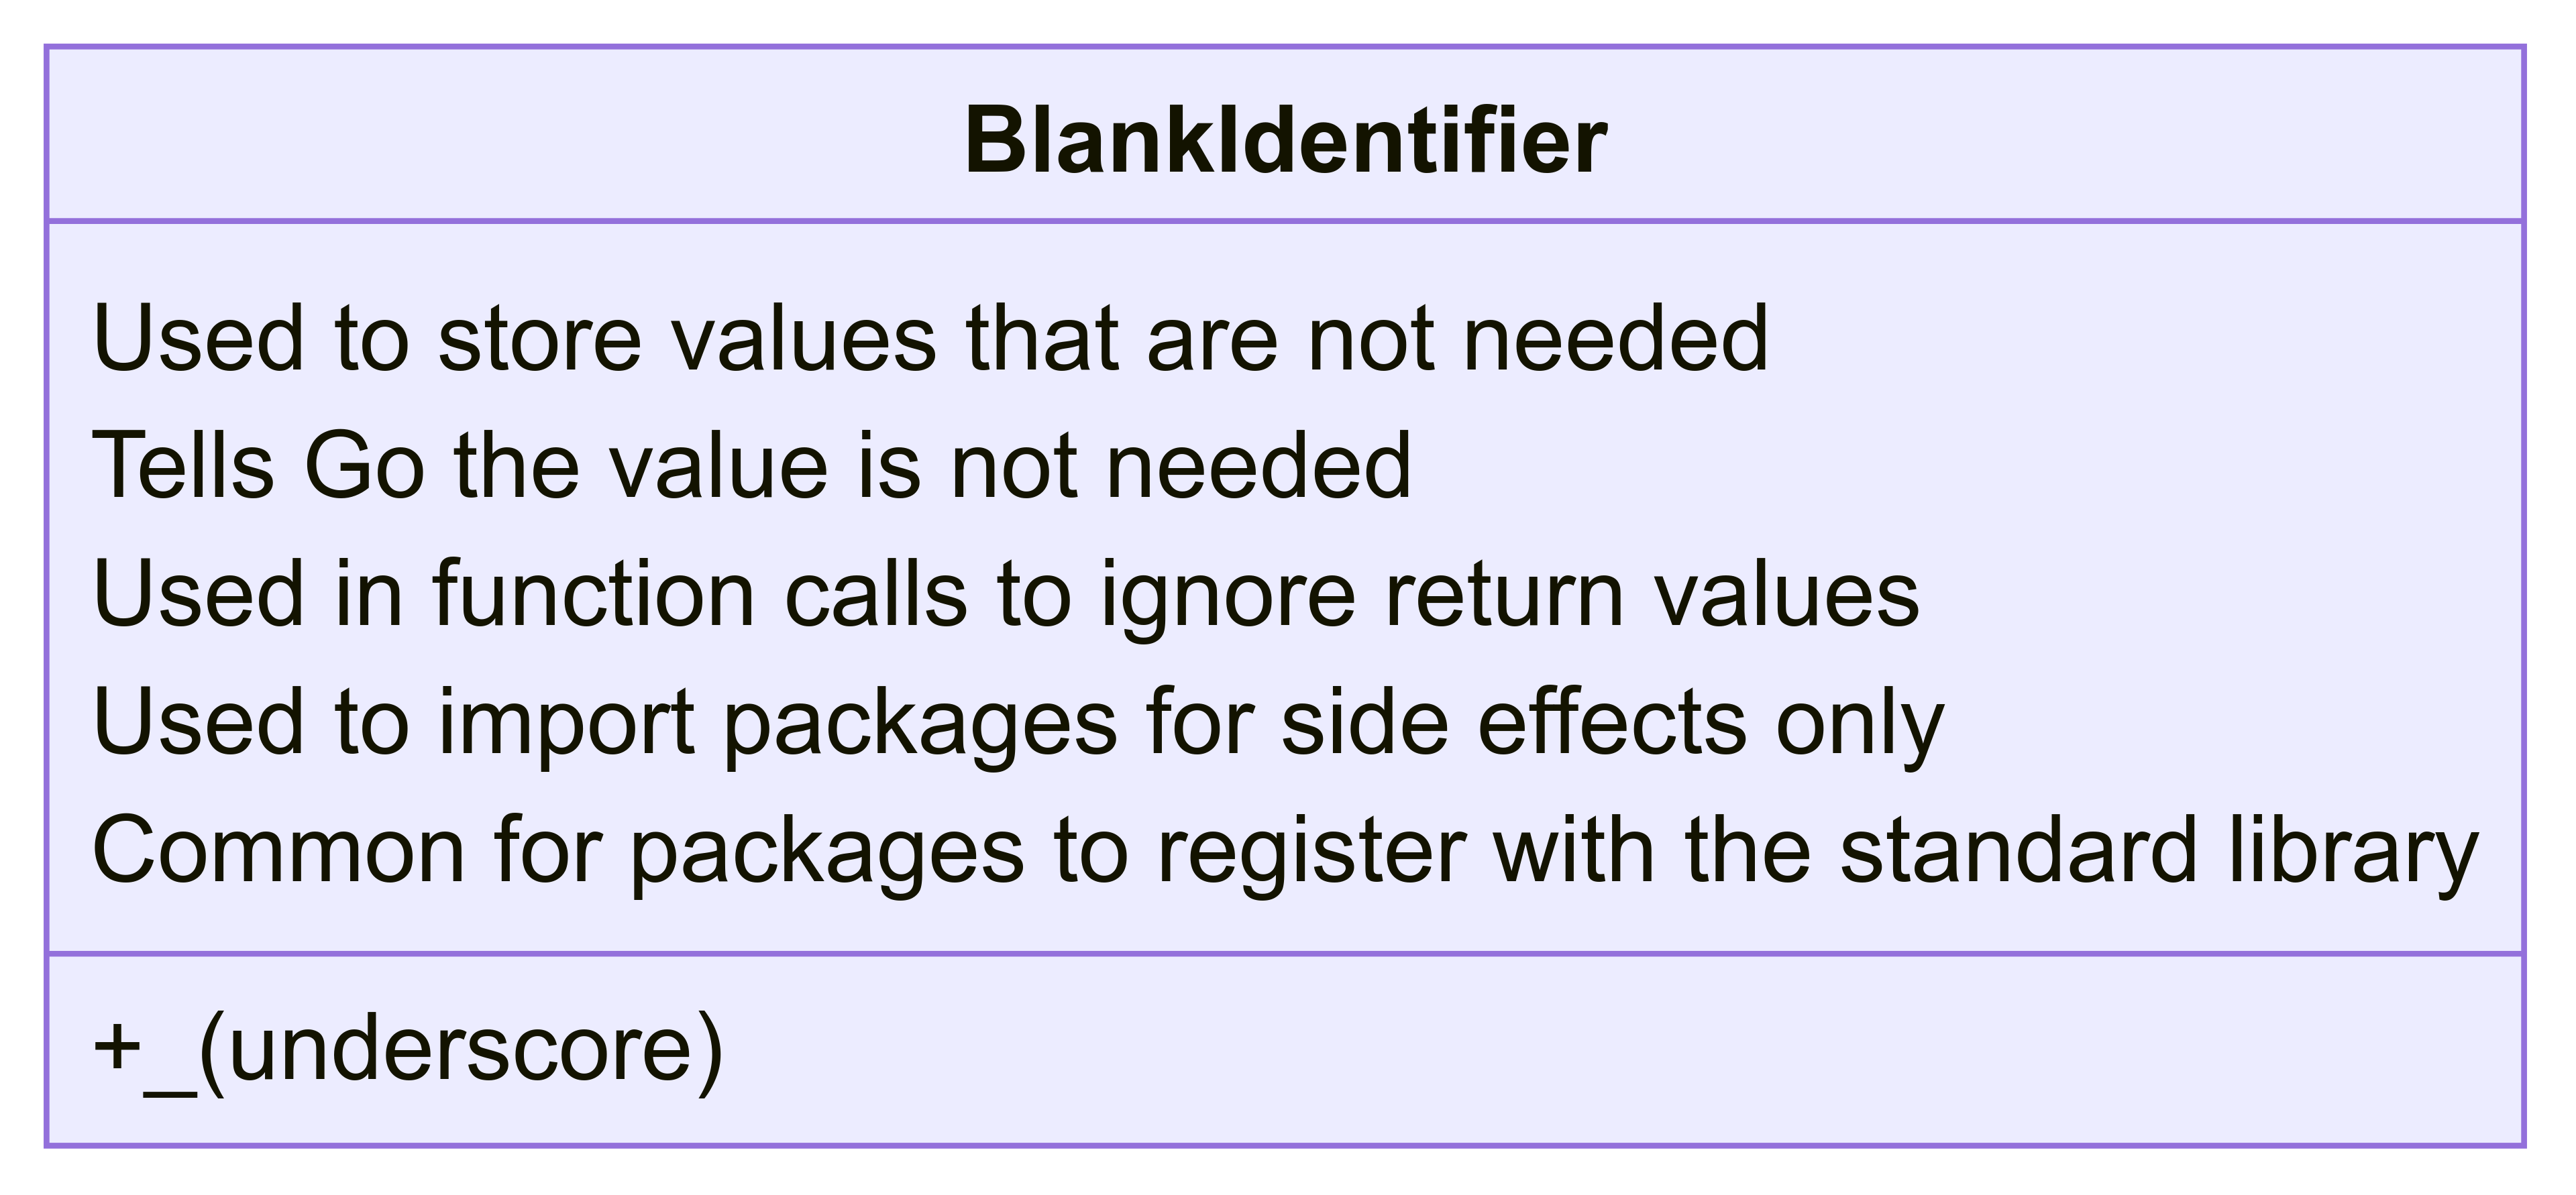 BlankIdentifier
Used to store values that are not needed
Tells Go the value is not needed
Used in function calls to ignore return values
Used to import packages for side effects only
Common for packages to register with the standard library
+_(underscore)